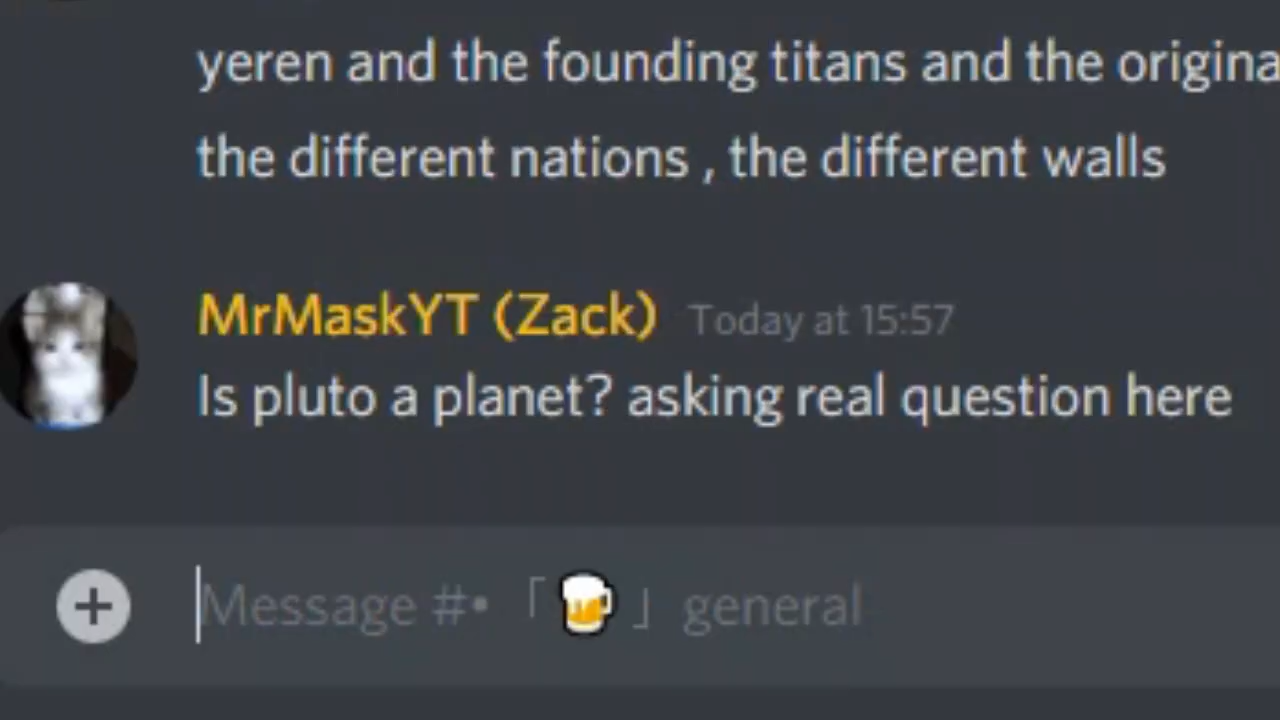 yeren and the founding titans and the origina
the different nations , the different walls
MrMaskYT (Zack) Today at 15:57
Is pluto a planet? asking real question here
Message #• 「🍺」 general